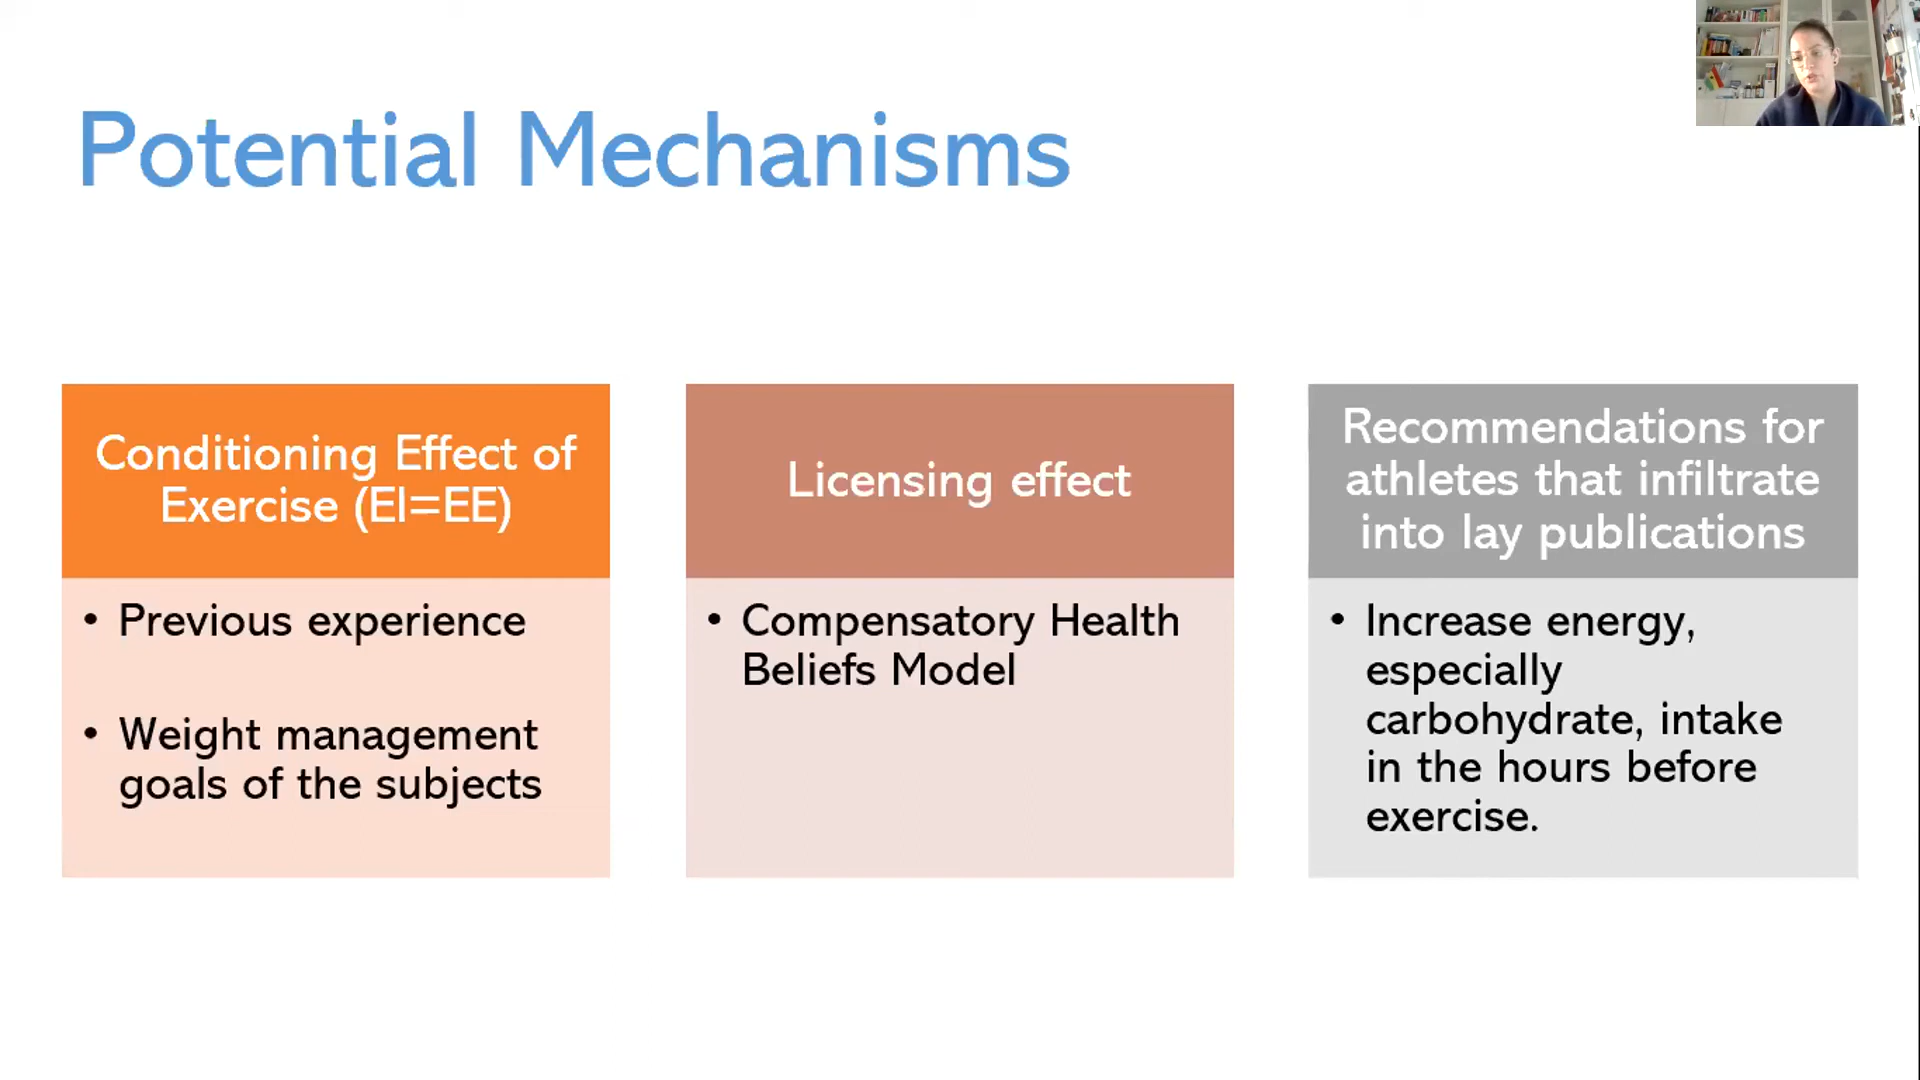 Potential Mechanisms
Conditioning Effect of
Exercise (EI=EE)
• Previous experience
• Weight management
goals of the subjects
Licensing effect
• Compensatory Health
Beliefs Model
Recommendations for
athletes that infiltrate
into lay publications
• Increase energy,
especially
carbohydrate, intake
in the hours before
exercise.